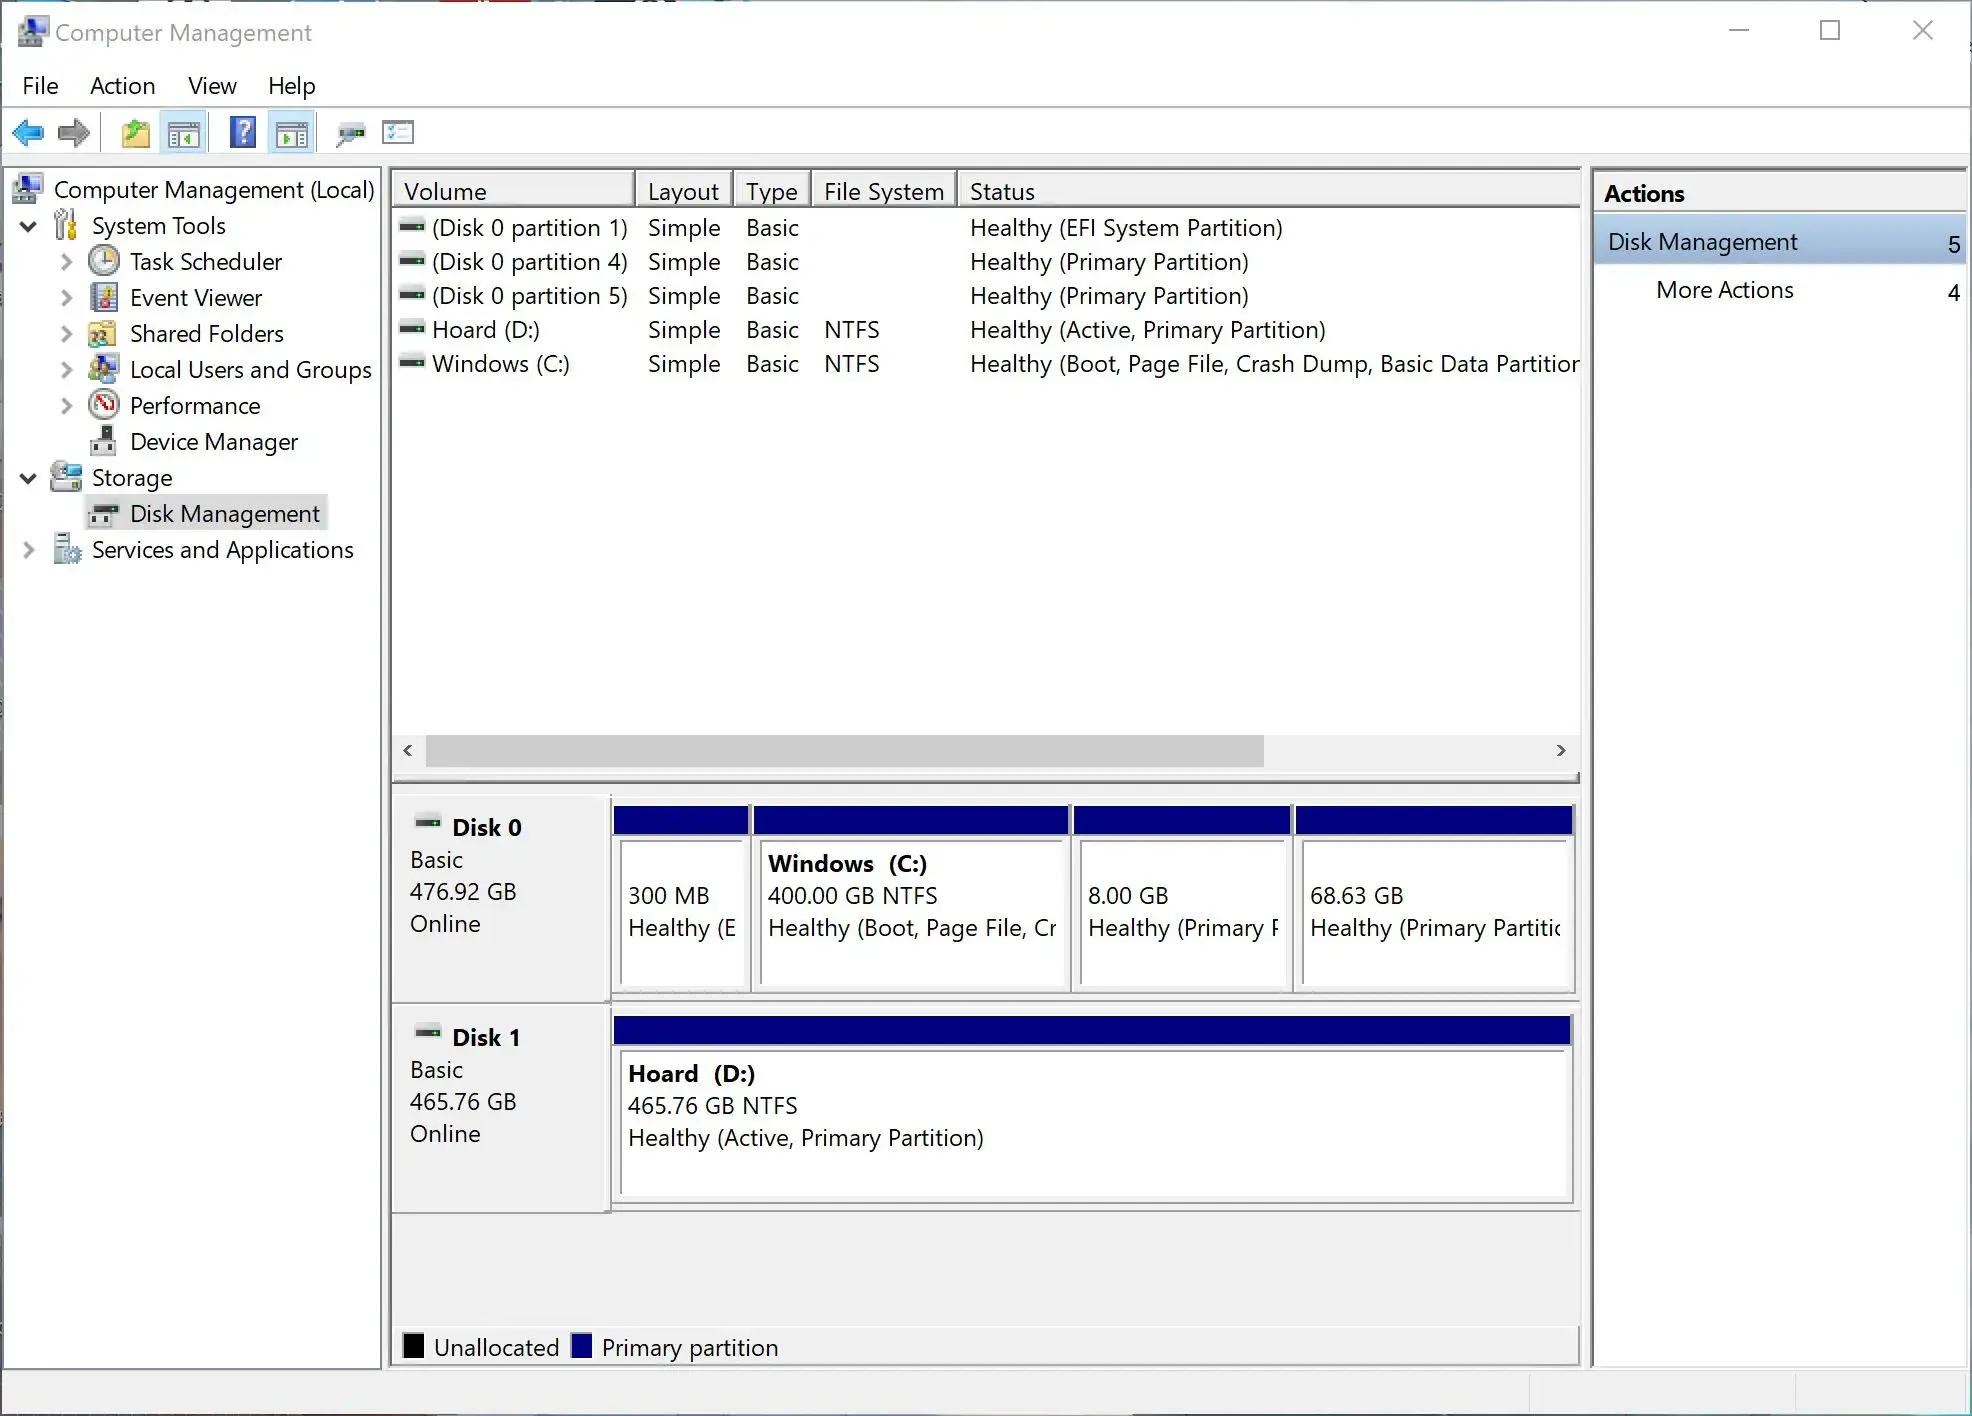 Computer Management
File Action View Help
Computer Management (Local)
System Tools
Task Scheduler
Event Viewer
Shared Folders
Local Users and Groups
Performance
Device Manager
Storage
Disk Management
Services and Applications
Volume Layout Type File System Status
(Disk 0 partition 1) Simple Basic Healthy (EFI System Partition)
(Disk 0 partition 4) Simple Basic Healthy (Primary Partition)
(Disk 0 partition 5) Simple Basic Healthy (Primary Partition)
Hoard (D:) Simple Basic NTFS Healthy (Active, Primary Partition)
Windows (C:) Simple Basic NTFS Healthy (Boot, Page File, Crash Dump, Basic Data Partition
Disk 0
Basic
476.92 GB
Online
300 MB
Healthy (E
Windows (C:)
400.00 GB NTFS
Healthy (Boot, Page File, Cr
8.00 GB
Healthy (Primary P
68.63 GB
Healthy (Primary Partitic
Disk 1
Basic
465.76 GB
Online
Hoard (D:)
465.76 GB NTFS
Healthy (Active, Primary Partition)
Unallocated Primary partition
Actions
Disk Management 5
More Actions 4